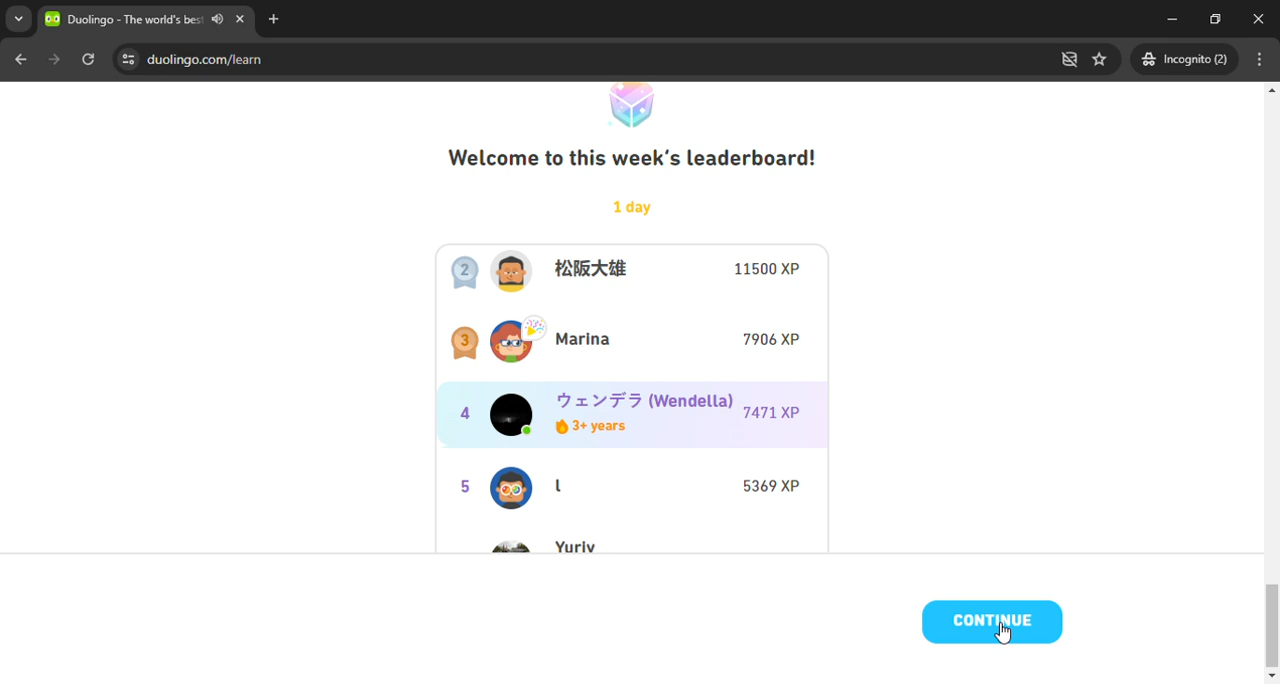 Duolingo - The world's best
duolingo.com/learn
Incognito (2)
Welcome to this week's leaderboard!
1 day
2 松阪大雄 11500 XP
3 Marina 7906 XP
4 ウェンデラ (Wendella) 7471 XP
3+ years
5 l 5369 XP
Yuriy
CONTINUE